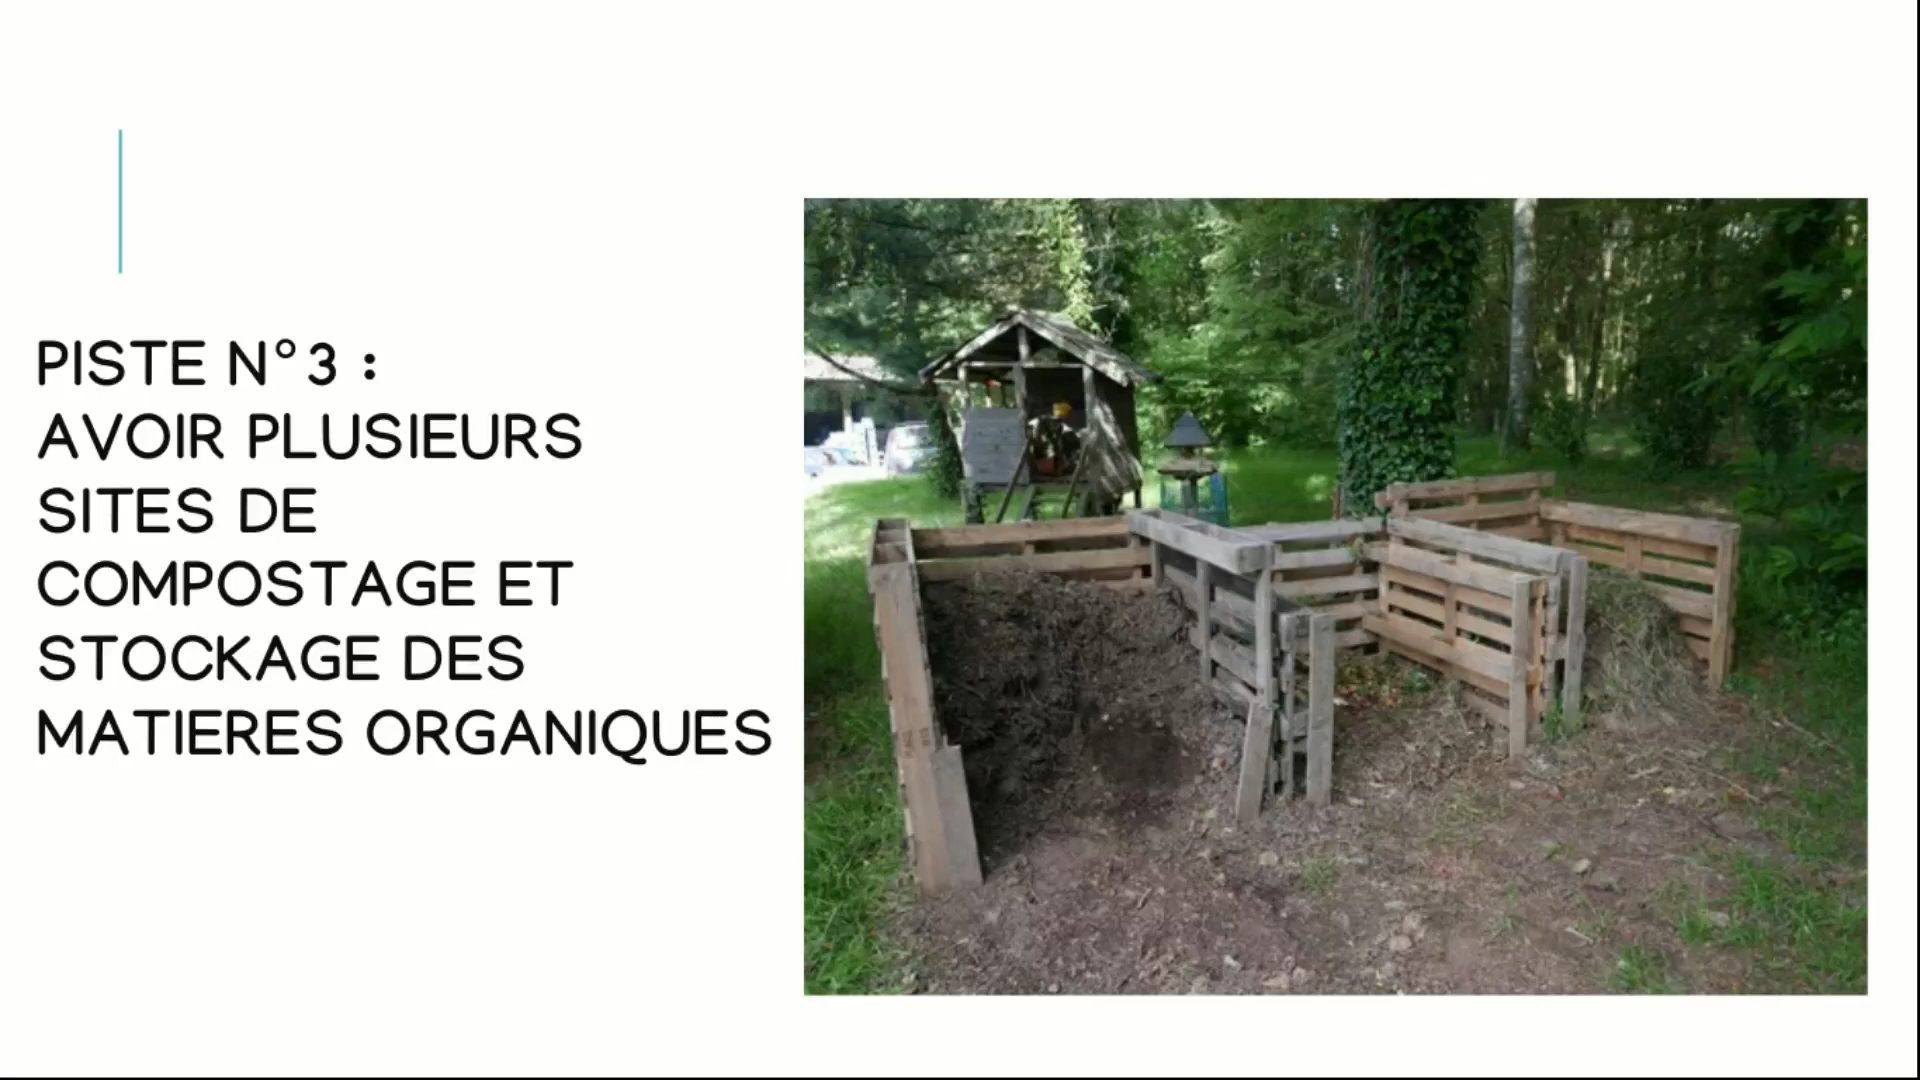 PISTE N°3 :
AVOIR PLUSIEURS
SITES DE
COMPOSTAGE ET
STOCKAGE DES
MATIERES ORGANIQUES